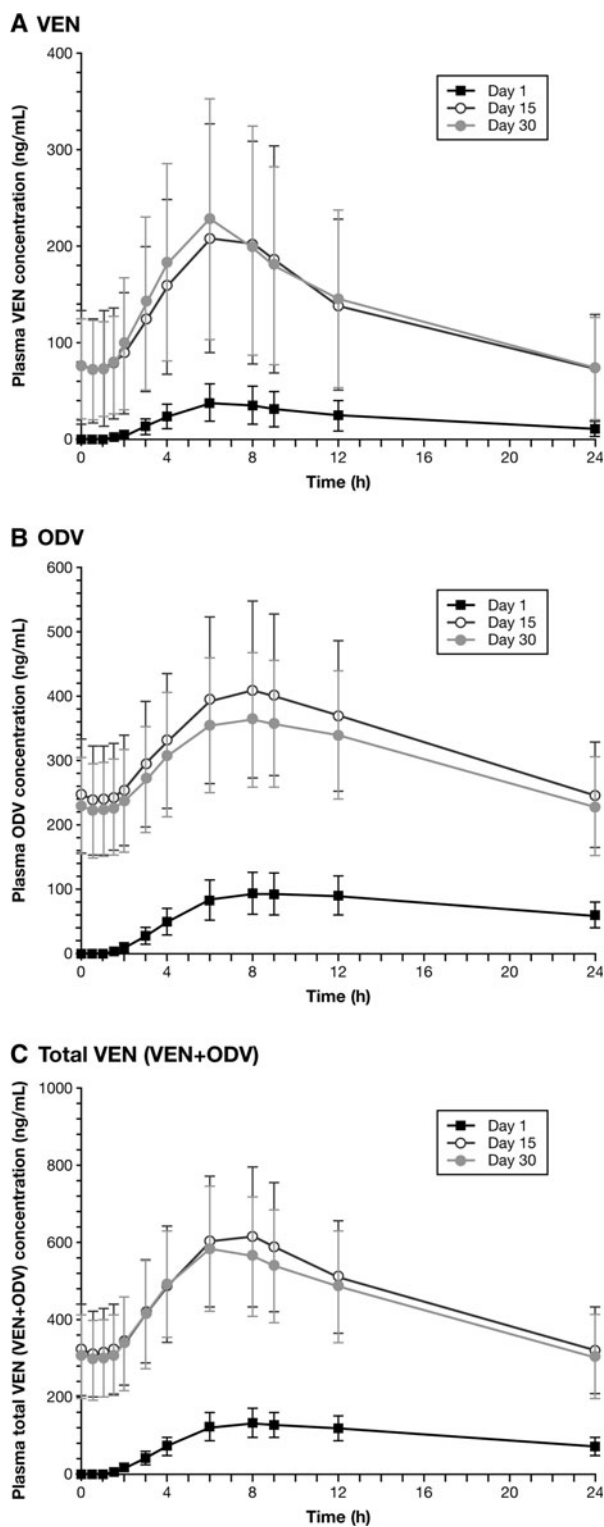 A VEN
400
300
200
100
0
Plasma VEN concentration (ng/mL)
Day 1
Day 15
Day 30
0 4 8 12 16 20 24
Time (h)
B ODV
600
500
400
300
200
100
0
Plasma ODV concentration (ng/mL)
Day 1
Day 15
Day 30
0 4 8 12 16 20 24
Time (h)
C Total VEN (VEN+ODV)
1000
800
600
400
200
0
Plasma total VEN (VEN+ODV) concentration (ng/mL)
Day 1
Day 15
Day 30
0 4 8 12 16 20 24
Time (h)